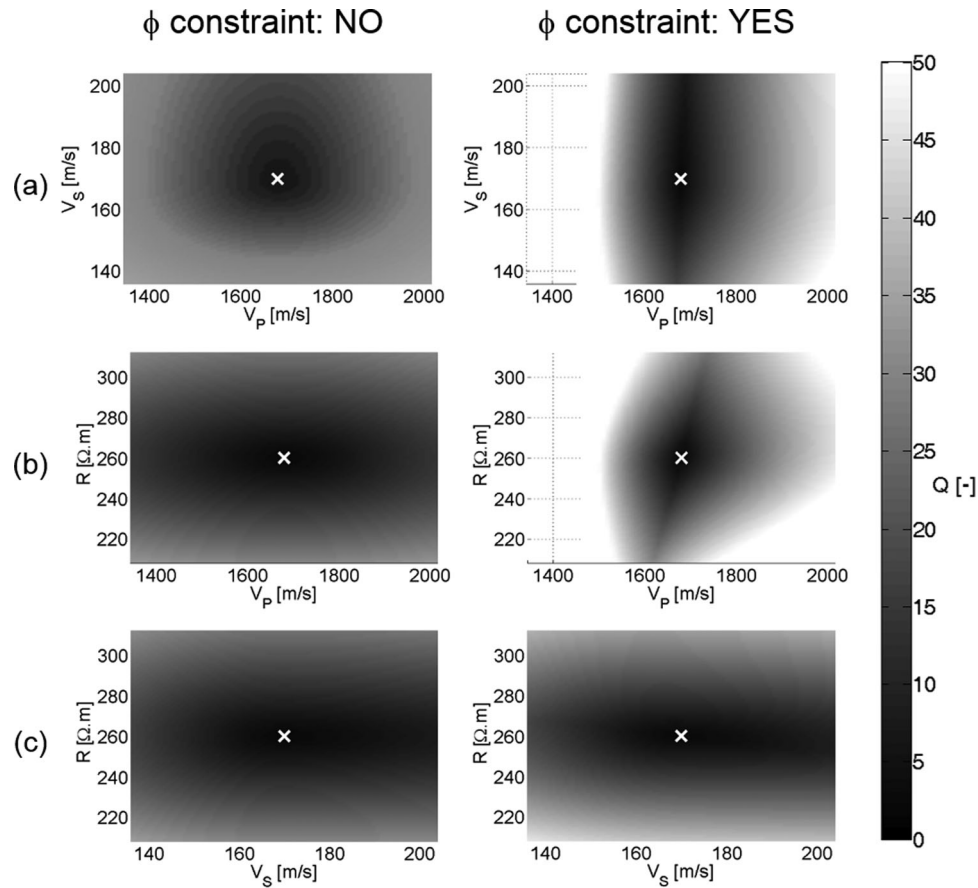 ϕ constraint: NO
ϕ constraint: YES
(a)
V_S [m/s]
200
180
160
140
1400 1600 1800 2000
V_P [m/s]
V_S [m/s]
200
180
160
140
1400 1600 1800 2000
V_P [m/s]
(b)
R [Ω.m]
300
280
260
240
220
1400 1600 1800 2000
V_P [m/s]
R [Ω.m]
300
280
260
240
220
1400 1600 1800 2000
V_P [m/s]
(c)
R [Ω.m]
300
280
260
240
220
140 160 180 200
V_S [m/s]
R [Ω.m]
300
280
260
240
220
140 160 180 200
V_S [m/s]
50
45
40
35
30
25
20
15
10
5
0
Q [-]